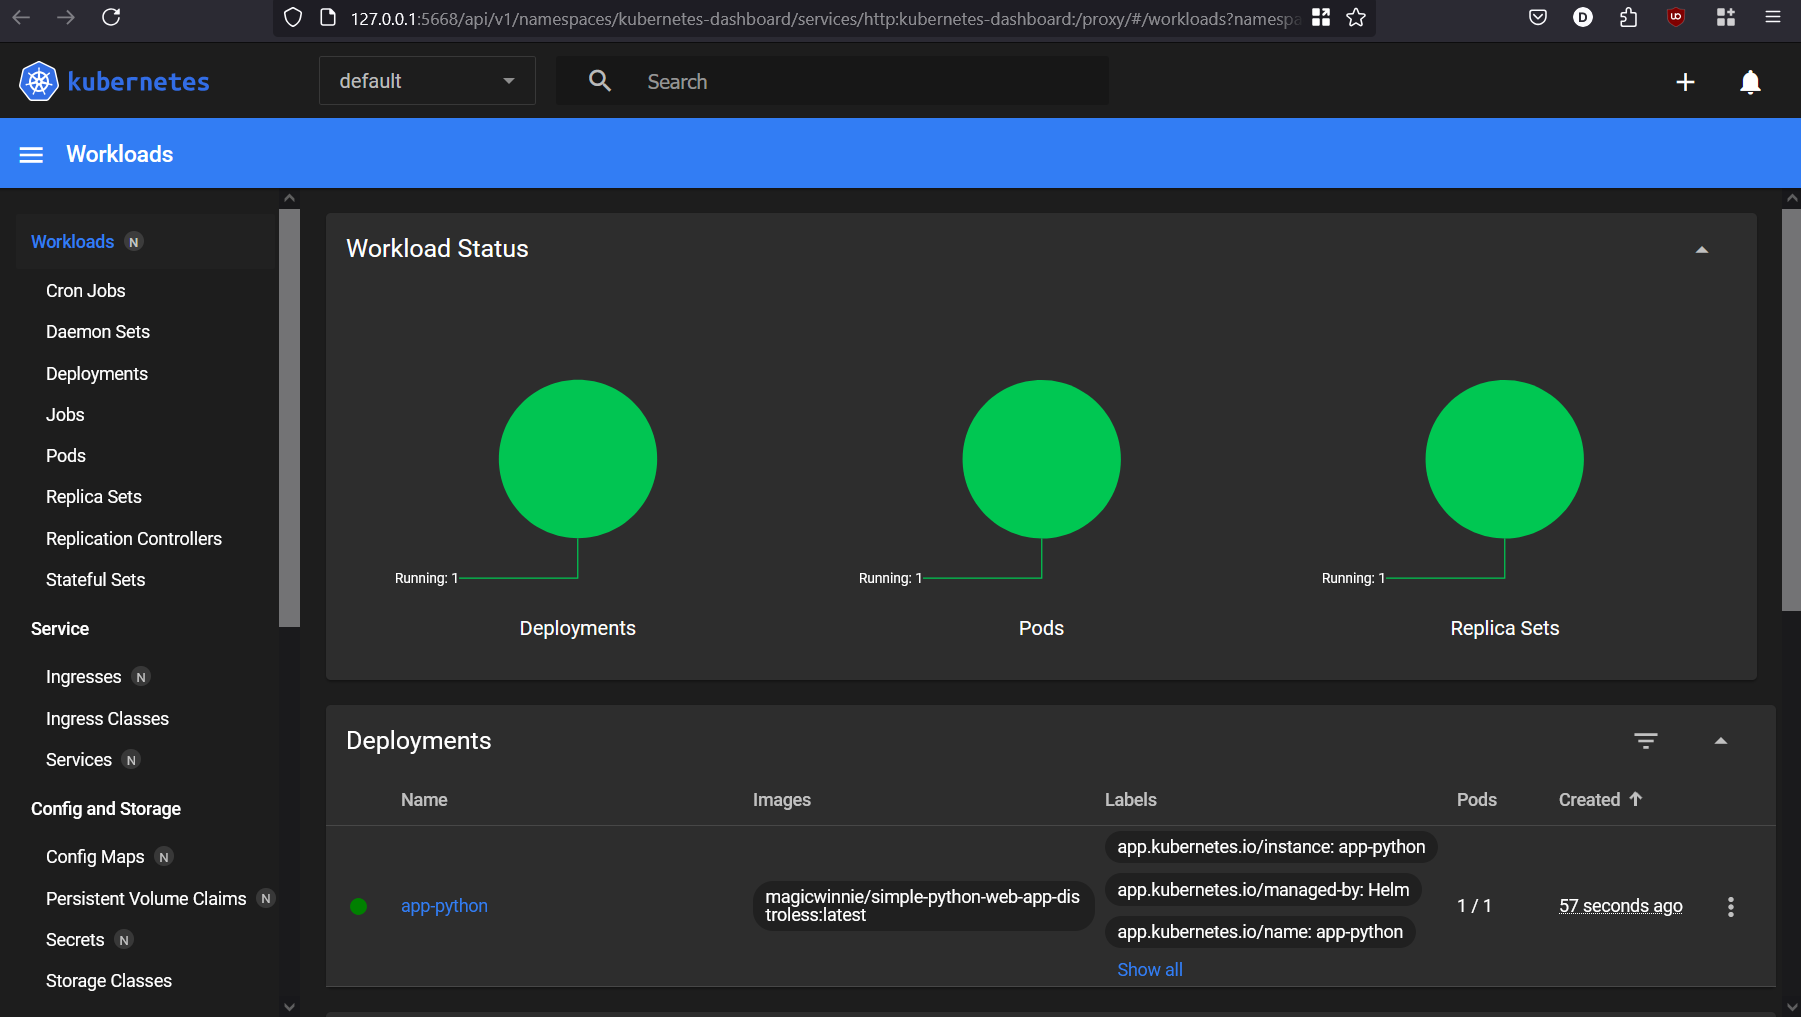 127.0.0.1:5668/api/v1/namespaces/kubernetes-dashboard/services/http:kubernetes-dashboard:/proxy/#/workloads?namespa
D
kubernetes
default
Search
Workloads
Workloads N
Cron Jobs
Daemon Sets
Deployments
Jobs
Pods
Replica Sets
Replication Controllers
Stateful Sets
Service
Ingresses N
Ingress Classes
Services N
Config and Storage
Config Maps N
Persistent Volume Claims N
Secrets N
Storage Classes
Workload Status
Running: 1
Deployments
Running: 1
Pods
Running: 1
Replica Sets
Deployments
Name Images Labels Pods Created
app-python
magicwinnie/simple-python-web-app-dis
troless:latest
app.kubernetes.io/instance: app-python
app.kubernetes.io/managed-by: Helm
app.kubernetes.io/name: app-python
Show all
1 / 1
57 seconds ago